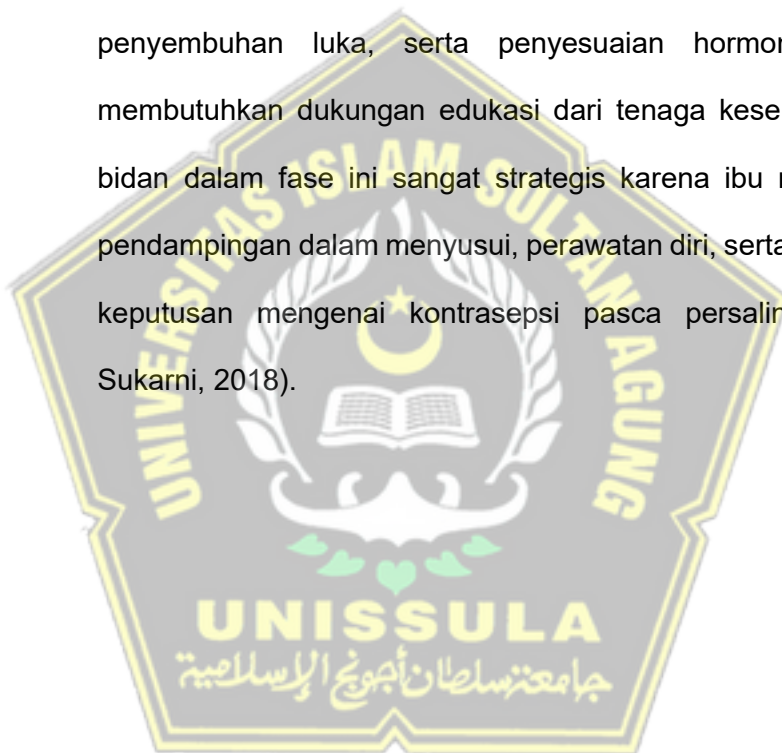 penyembuhan luka, serta penyesuaian
membutuhkan dukungan edukasi dari tenaga
bidan dalam fase ini sangat strategis karena ibu
pendampingan dalam menyusui, perawatan diri, serta
keputusan mengenai kontrasepsi pasca
Sukarni, 2018).
UNIVERSITAS ISLAM SULTAN AGUNG
UNISSULA
جامعة سلطان أجونج الإسلامية